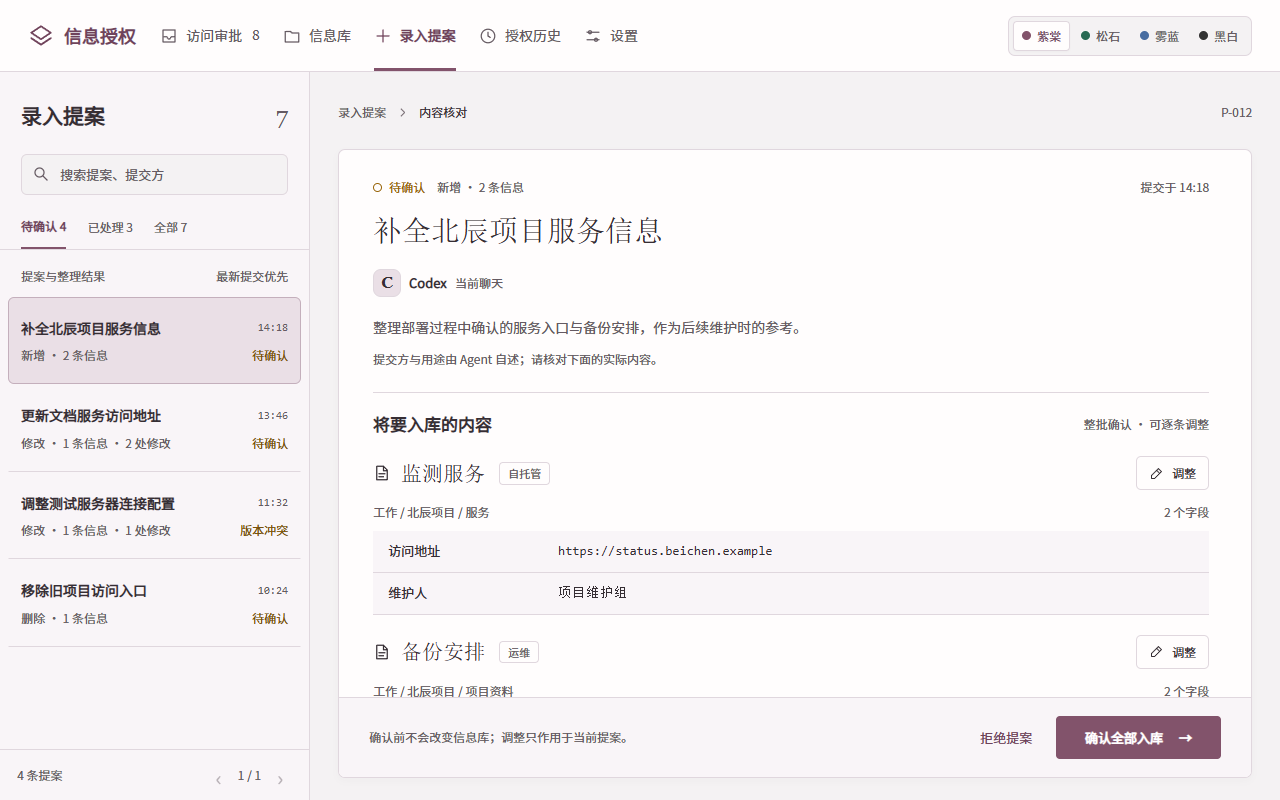 信息授权
访问审批 8
信息库
录入提案
授权历史
设置
紫棠
松石
雾蓝
黑白
录入提案
7
搜索提案、提交方
待确认 4
已处理 3
全部 7
提案与整理结果
最新提交优先
补全北辰项目服务信息
14:18
新增 · 2 条信息
待确认
更新文档服务访问地址
13:46
修改 · 1 条信息 · 2 处修改
待确认
调整测试服务器连接配置
11:32
修改 · 1 条信息 · 1 处修改
版本冲突
移除旧项目访问入口
10:24
删除 · 1 条信息
待确认
4 条提案
‹ 1 / 1 ›
录入提案 > 内容核对
P-012
待确认 新增 · 2 条信息
提交于 14:18
补全北辰项目服务信息
C Codex 当前聊天
整理部署过程中确认的服务入口与备份安排，作为后续维护时的参考。
提交方与用途由 Agent 自述；请核对下面的实际内容。
将要入库的内容
整批确认 · 可逐条调整
监测服务 自托管
调整
工作 / 北辰项目 / 服务
2 个字段
访问地址 https://status.beichen.example
维护人 项目维护组
备份安排 运维
调整
工作 / 北辰项目 / 项目资料
2 个字段
确认前不会改变信息库；调整只作用于当前提案。
拒绝提案
确认全部入库 →